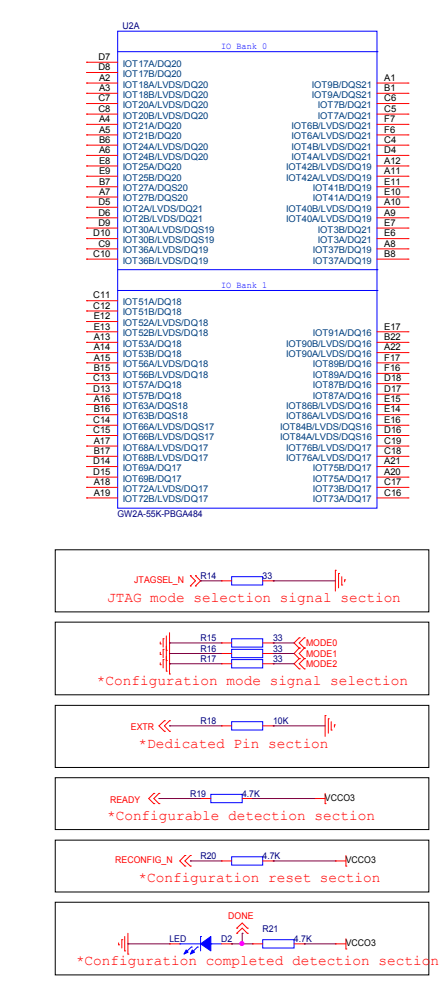 U2A
IO Bank 0
D7 IOT17A/DQ20
D8 IOT17B/DQ20
A2 IOT18A/LVDS/DQ20 IOT9B/DQS21 A1
A3 IOT18B/LVDS/DQ20 IOT9A/DQS21 B1
C7 IOT20A/LVDS/DQ20 IOT7B/DQ21 C6
C8 IOT20B/LVDS/DQ20 IOT7A/DQ21 C5
A4 IOT21A/DQ20 IOT6B/LVDS/DQ21 F7
A5 IOT21B/DQ20 IOT6A/LVDS/DQ21 F6
B6 IOT24A/LVDS/DQ20 IOT4B/LVDS/DQ21 C4
A6 IOT24B/LVDS/DQ20 IOT4A/LVDS/DQ21 D4
E8 IOT25A/DQ20 IOT42B/LVDS/DQ19 A12
E9 IOT25B/DQ20 IOT42A/LVDS/DQ19 A11
B7 IOT27A/DQS20 IOT41B/DQ19 E11
A7 IOT27B/DQS20 IOT41A/DQ19 E10
D5 IOT2A/LVDS/DQ21 IOT40B/LVDS/DQ19 A10
D6 IOT2B/LVDS/DQ21 IOT40A/LVDS/DQ19 A9
D9 IOT30A/LVDS/DQS19 IOT3B/DQ21 E7
D10 IOT30B/LVDS/DQS19 IOT3A/DQ21 E6
C9 IOT36A/LVDS/DQ19 IOT37B/DQ19 A8
C10 IOT36B/LVDS/DQ19 IOT37A/DQ19 B8
IO Bank 1
C11 IOT51A/DQ18
C12 IOT51B/DQ18
E12 IOT52A/LVDS/DQ18
E13 IOT52B/LVDS/DQ18 IOT91A/DQ16 E17
A13 IOT53A/DQ18 IOT90B/LVDS/DQ16 B22
A14 IOT53B/DQ18 IOT90A/LVDS/DQ16 A22
A15 IOT56A/LVDS/DQ18 IOT89B/DQ16 F17
B15 IOT56B/LVDS/DQ18 IOT89A/DQ16 F16
C13 IOT57A/DQ18 IOT87B/DQ16 D18
D13 IOT57B/DQ18 IOT87A/DQ16 D17
A16 IOT63A/DQS18 IOT86B/LVDS/DQ16 E15
B16 IOT63B/DQS18 IOT86A/LVDS/DQ16 E14
C14 IOT66A/LVDS/DQS17 IOT84B/LVDS/DQS16 E16
C15 IOT66B/LVDS/DQS17 IOT84A/LVDS/DQS16 D16
A17 IOT68A/LVDS/DQ17 IOT76B/LVDS/DQ17 C19
B17 IOT68B/LVDS/DQ17 IOT76A/LVDS/DQ17 C18
D14 IOT69A/DQ17 IOT75B/DQ17 A21
D15 IOT69B/DQ17 IOT75A/DQ17 A20
A18 IOT72A/LVDS/DQ17 IOT73B/DQ17 C17
A19 IOT72B/LVDS/DQ17 IOT73A/DQ17 C16
GW2A-55K-PBGA484
JTAGSEL_N R14 33
JTAG mode selection signal section
R15 33 MODE0
R16 33 MODE1
R17 33 MODE2
*Configuration mode signal selection
EXTR R18 10K
*Dedicated Pin section
READY R19 4.7K VCCO3
*Configurable detection section
RECONFIG_N R20 4.7K VCCO3
*Configuration reset section
DONE
LED D2 R21 4.7K VCCO3
*Configuration completed detection section